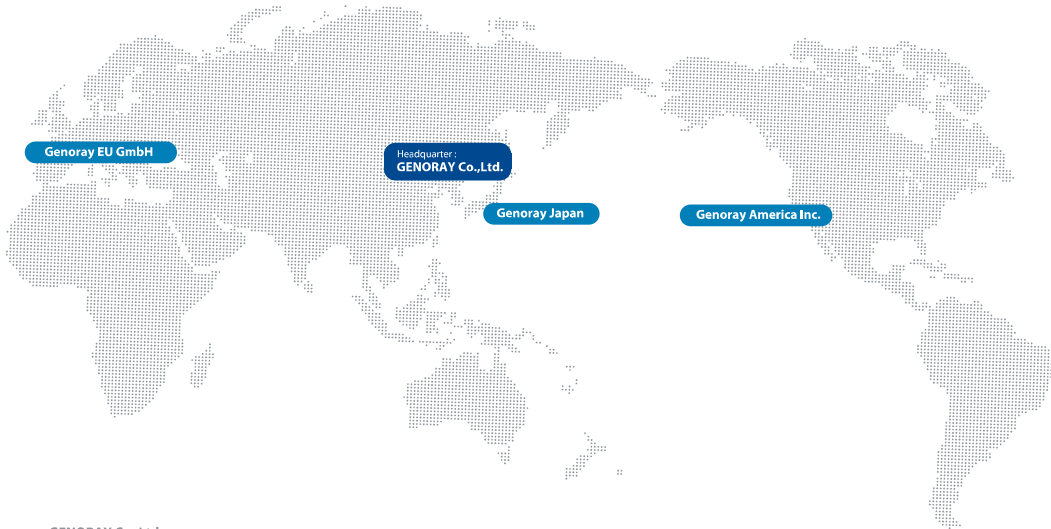 Genoray EU GmbH
Headquarter :
GENORAY Co.,Ltd.
Genoray Japan
Genoray America Inc.